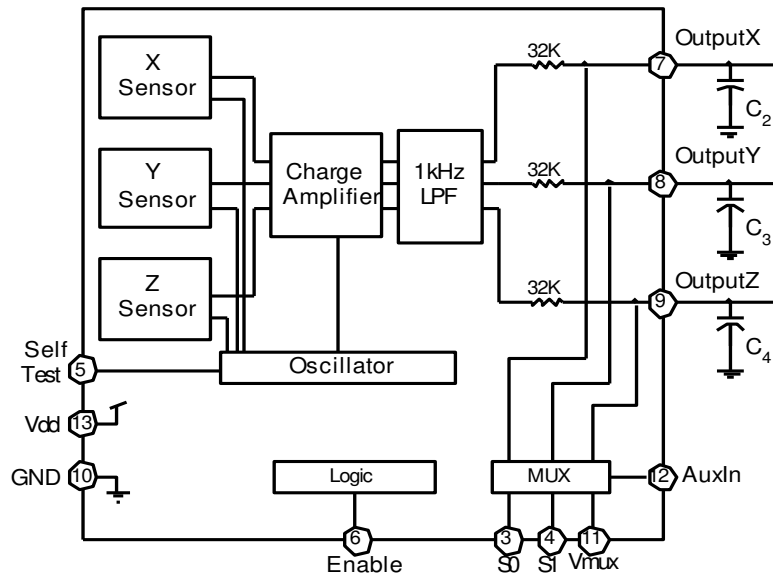 X
Sensor
Y
Sensor
Z
Sensor
Charge
Amplifier
1kHz
LPF
32K
32K
32K
OutputX
7
C2
OutputY
8
C3
OutputZ
9
C4
Self
Test
5
Oscillator
Vdd
13
GND
10
Logic
MUX
12
AuxIn
6
Enable
3
S0
4
S1
11
Vmux